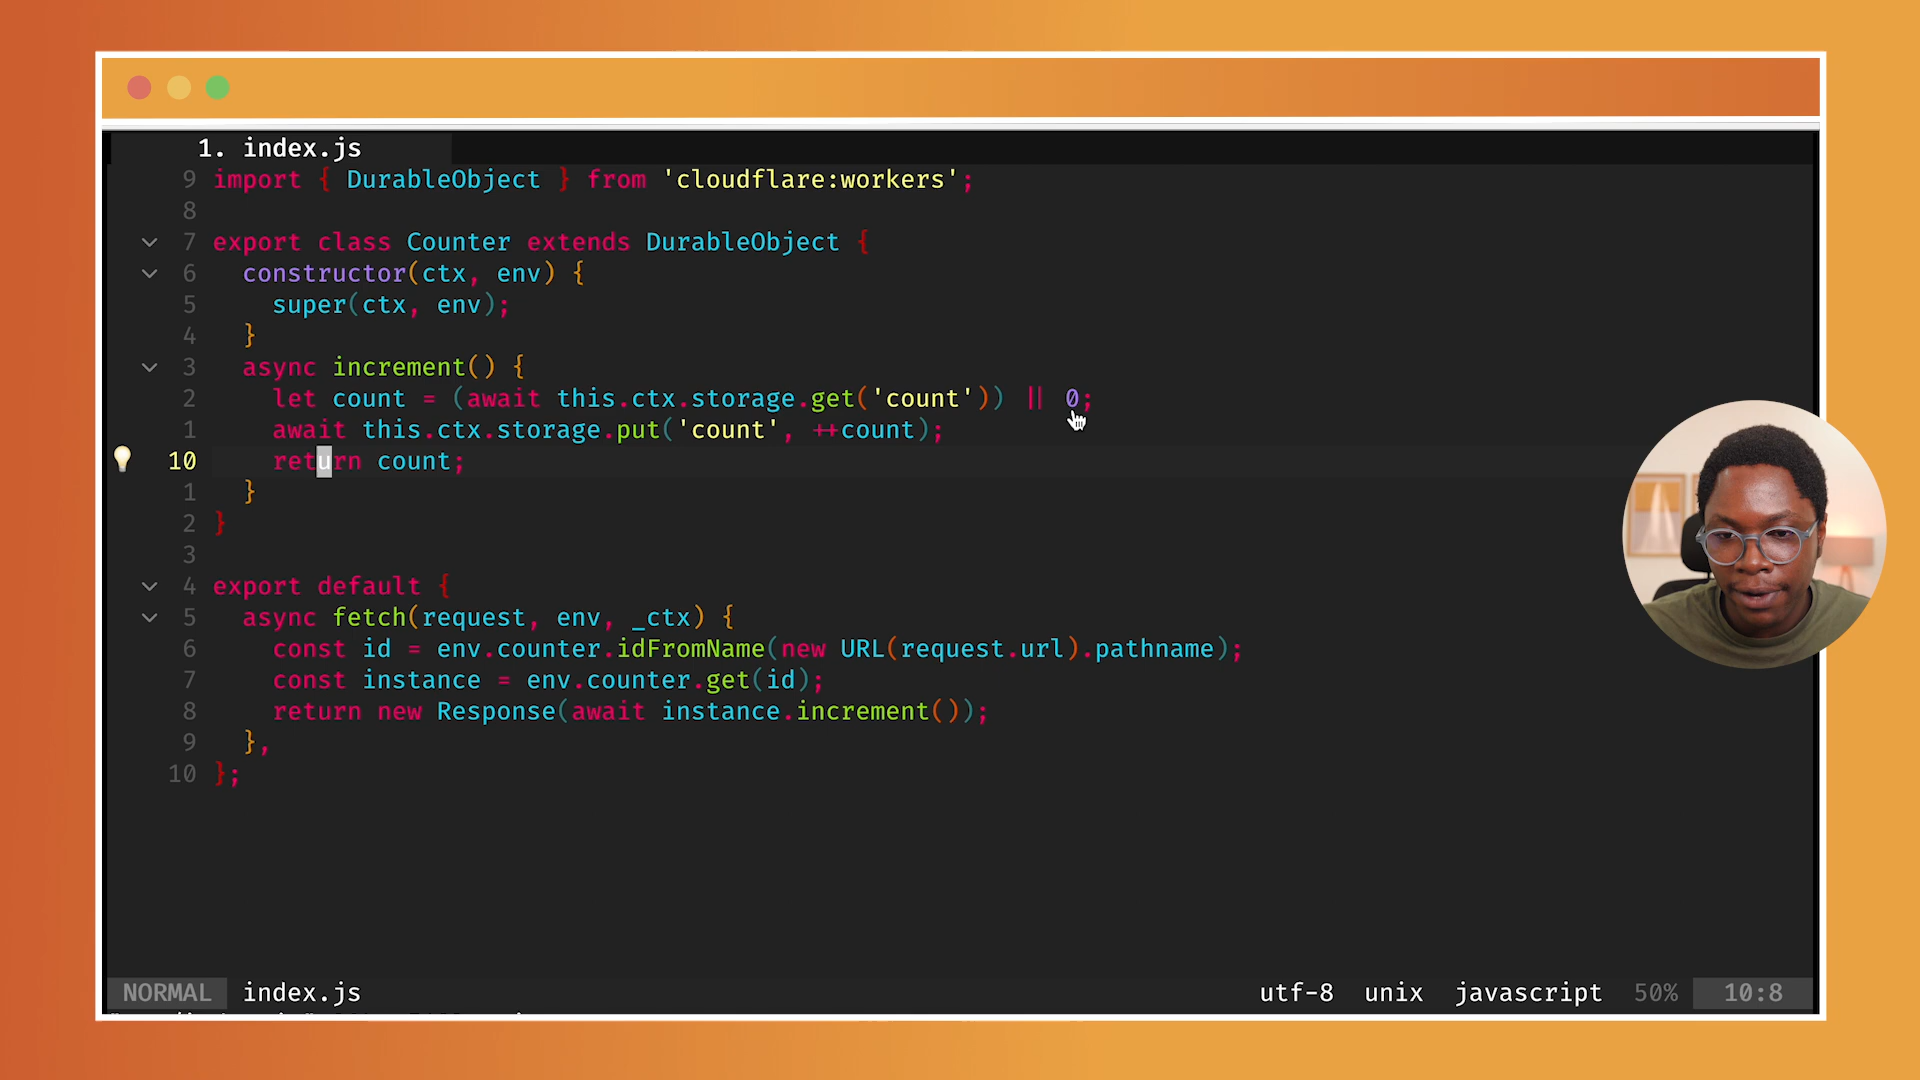 1. index.js
9 import { DurableObject } from 'cloudflare:workers';
8
7 export class Counter extends DurableObject {
6 constructor(ctx, env) {
5 super(ctx, env);
4 }
3 async increment() {
2 let count = (await this.ctx.storage.get('count')) || 0;
1 await this.ctx.storage.put('count', ++count);
10 return count;
1 }
2 }
3
4 export default {
5 async fetch(request, env, _ctx) {
6 const id = env.counter.idFromName(new URL(request.url).pathname);
7 const instance = env.counter.get(id);
8 return new Response(await instance.increment());
9 },
10 };
NORMAL index.js utf-8 unix javascript 50% 10:8